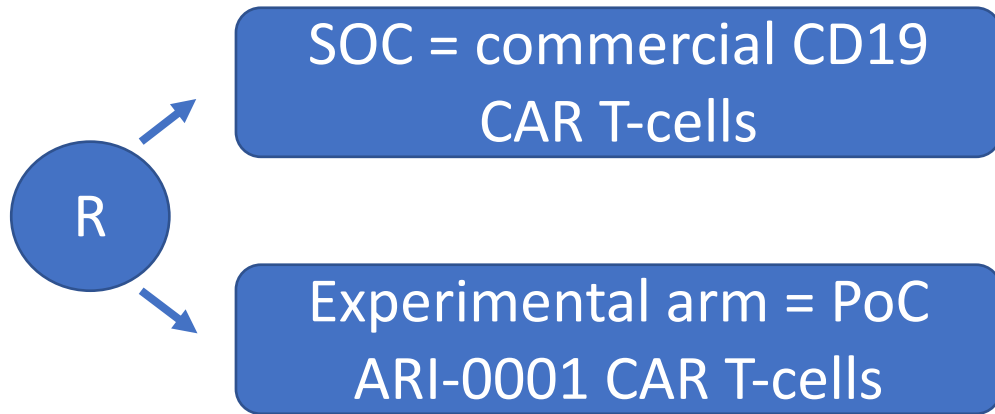 SOC = commercial CD19
CAR T-cells
R
Experimental arm = PoC
ARI-0001 CAR T-cells